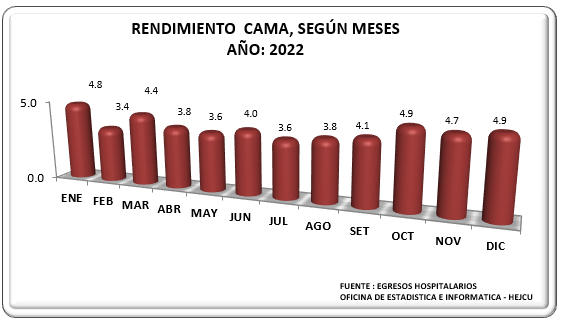 RENDIMIENTO CAMA, SEGÚN MESES
AÑO: 2022
4.8
3.4
4.4
3.8
3.6
4.0
3.6
3.8
4.1
4.9
4.7
4.9
5.0
0.0
ENE
FEB
MAR
ABR
MAY
JUN
JUL
AGO
SET
OCT
NOV
DIC
FUENTE : EGRESOS HOSPITALARIOS
OFICINA DE ESTADISTICA E INFORMATICA - HEJCU